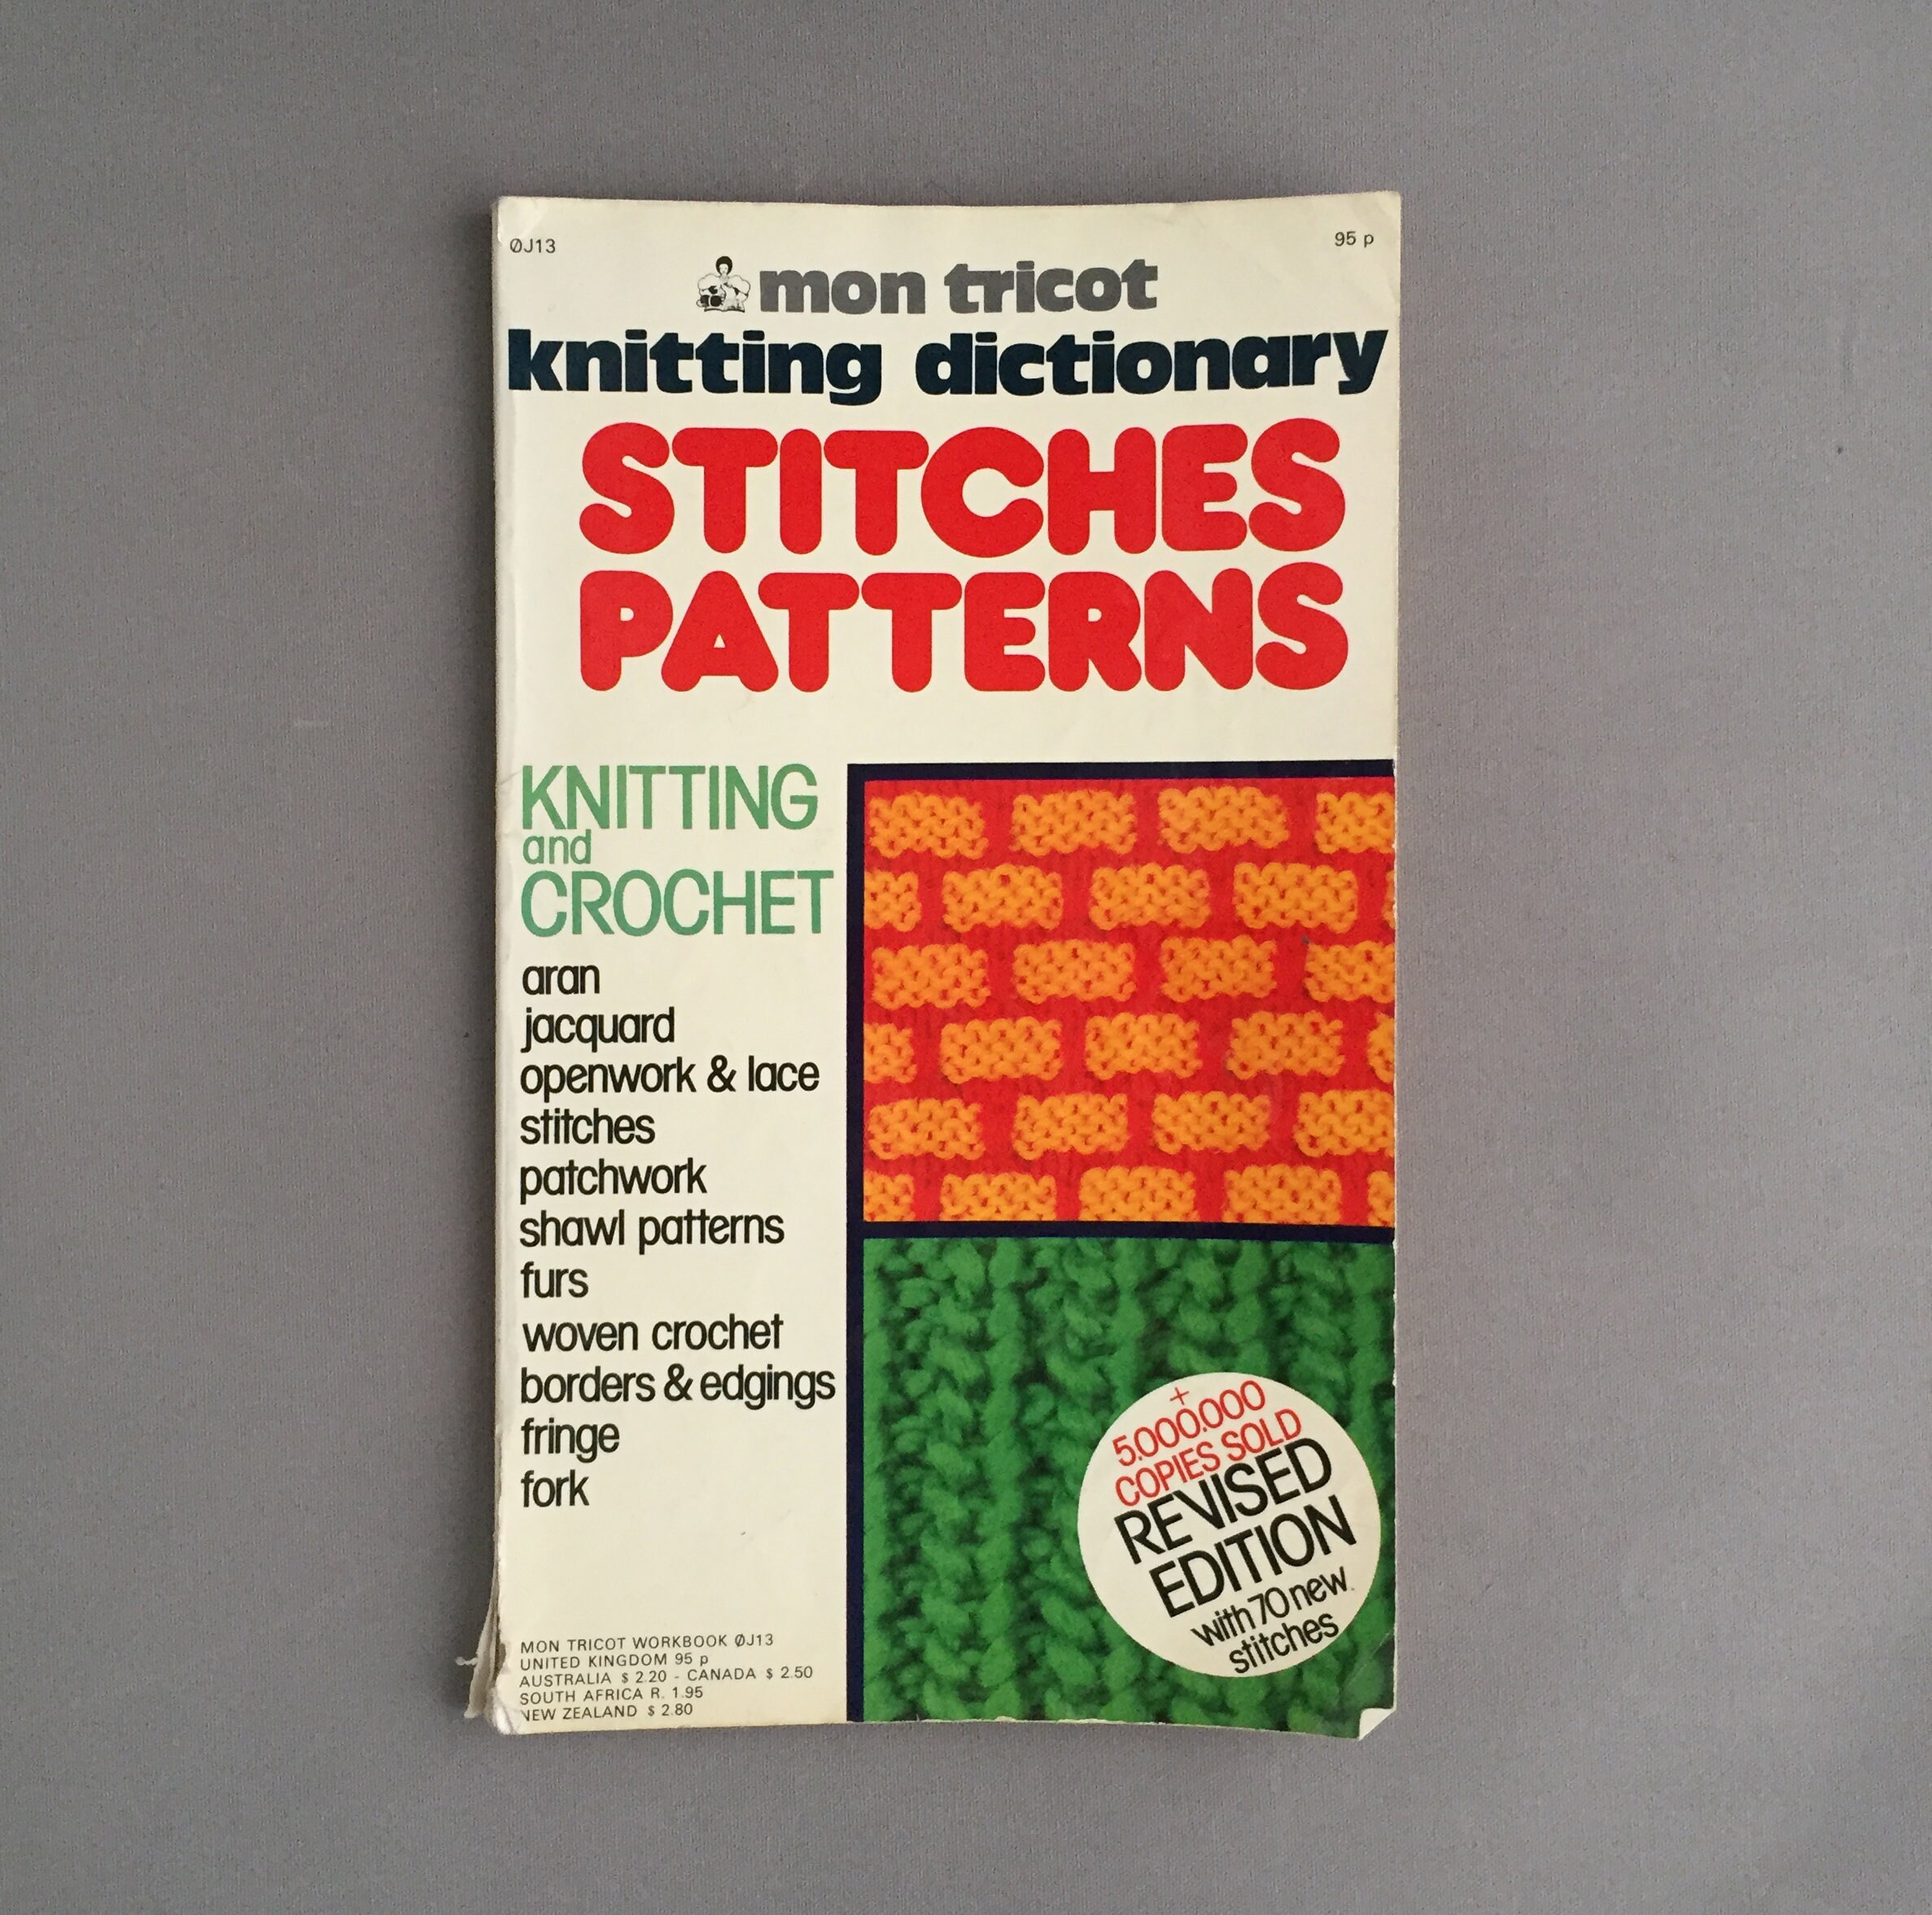 ØJ13
95 p
mon tricot
knitting dictionary
STITCHES
PATTERNS
KNITTING
and
CROCHET
aran
jacquard
openwork & lace
stitches
patchwork
shawl patterns
furs
woven crochet
borders & edgings
fringe
fork
+
5.000.000
COPIES SOLD
REVISED
EDITION
with 70 new
stitches
MON TRICOT WORKBOOK ØJ13
UNITED KINGDOM 95 p
AUSTRALIA $ 2.20 - CANADA $ 2.50
SOUTH AFRICA R. 1.95
NEW ZEALAND $ 2.80